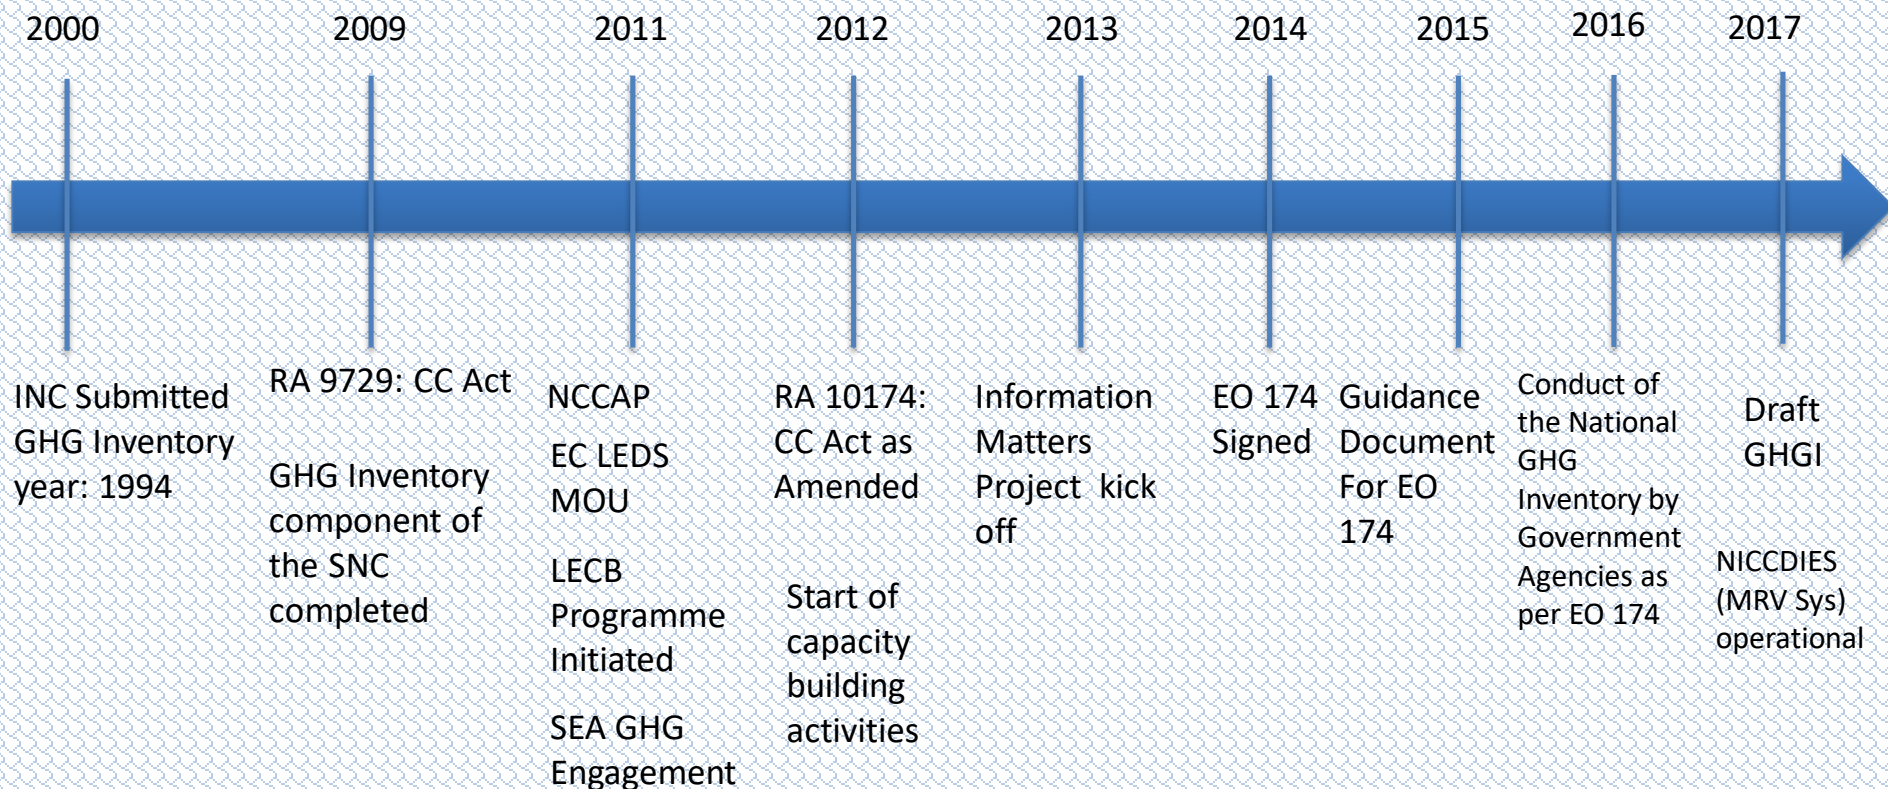 2000
2009
2011
2012
2013
2014
2015
2016
2017
INC Submitted
GHG Inventory
year: 1994
RA 9729: CC Act
GHG Inventory
component of
the SNC
completed
NCCAP
EC LEDS
MOU
LECB
Programme
Initiated
SEA GHG
Engagement
RA 10174:
CC Act as
Amended
Start of
capacity
building
activities
Information
Matters
Project kick
off
EO 174
Signed
Guidance
Document
For EO
174
Conduct of
the National
GHG
Inventory by
Government
Agencies as
per EO 174
Draft
GHGI
NICCDIES
(MRV Sys)
operational